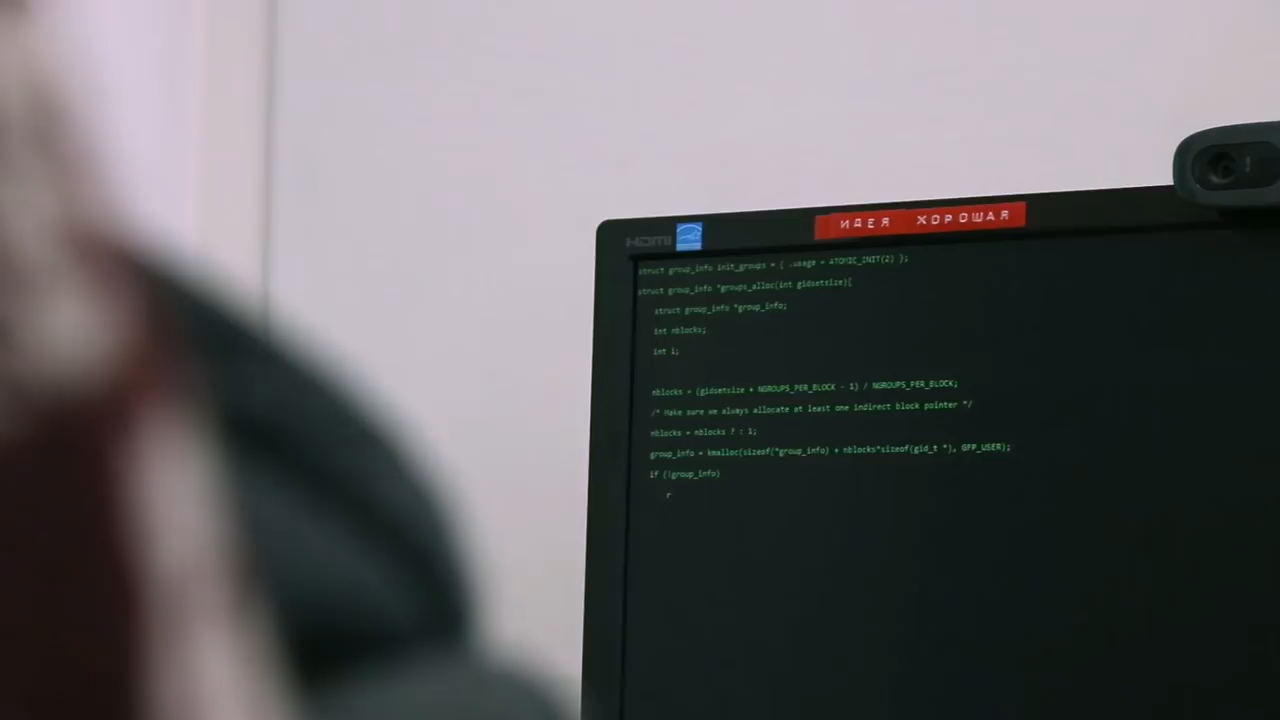 HDMI
ИДЕЯ ХОРОШАЯ
struct group_info init_groups = { .usage = ATOMIC_INIT(2) };
struct group_info *groups_alloc(int gidsetsize){
struct group_info *group_info;
int nblocks;
int i;
nblocks = (gidsetsize + NGROUPS_PER_BLOCK - 1) / NGROUPS_PER_BLOCK;
/* Make sure we always allocate at least one indirect block pointer */
nblocks = nblocks ? : 1;
group_info = kmalloc(sizeof(*group_info) + nblocks*sizeof(gid_t *), GFP_USER);
if (!group_info)
r